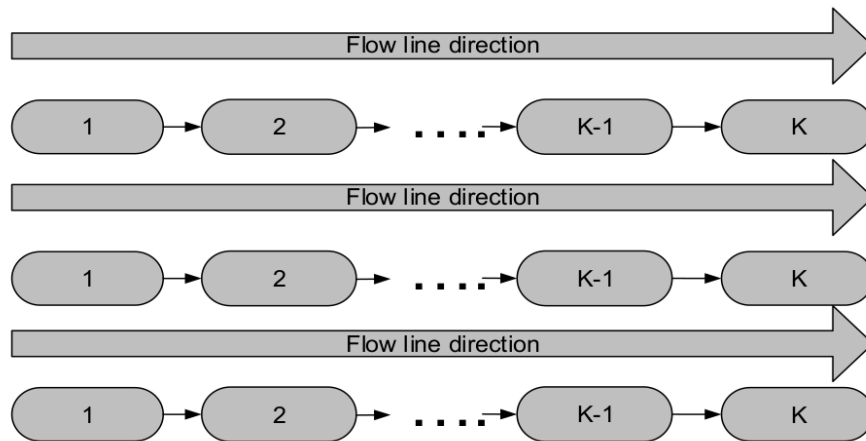 Flow line direction
1 2 .... K-1 K
Flow line direction
1 2 .... K-1 K
Flow line direction
1 2 .... K-1 K